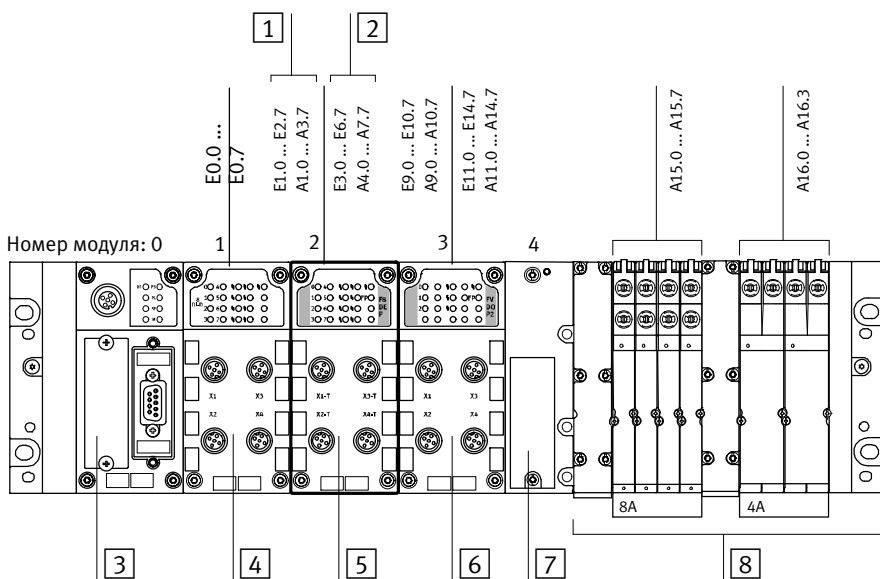 1
2
E0.0 ...
E0.7
E1.0 ... E2.7
A1.0 ... A3.7
E3.0 ... E6.7
A4.0 ... A7.7
E9.0 ... E10.7
A9.0 ... A10.7
E11.0 ... E14.7
A11.0 ... A14.7
A15.0 ... A15.7
A16.0 ... A16.3
Номер модуля: 0
1
2
3
4
X1
X3
X2
X4
X1-T
X3-T
X2-T
X4-T
X1
X3
X2
X4
8A
4A
3
4
5
6
7
8